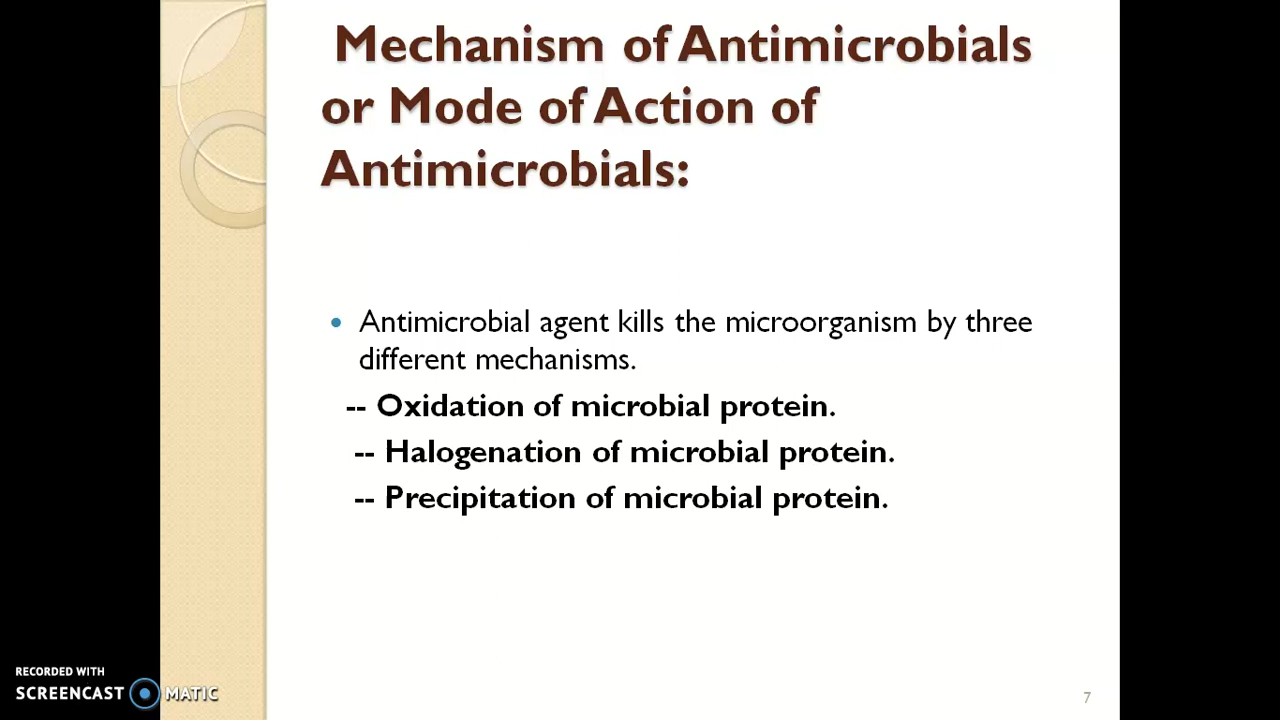 Mechanism of Antimicrobials
or Mode of Action of
Antimicrobials:
• Antimicrobial agent kills the microorganism by three
different mechanisms.
-- Oxidation of microbial protein.
-- Halogenation of microbial protein.
-- Precipitation of microbial protein.
RECORDED WITH
SCREENCAST MATIC
7